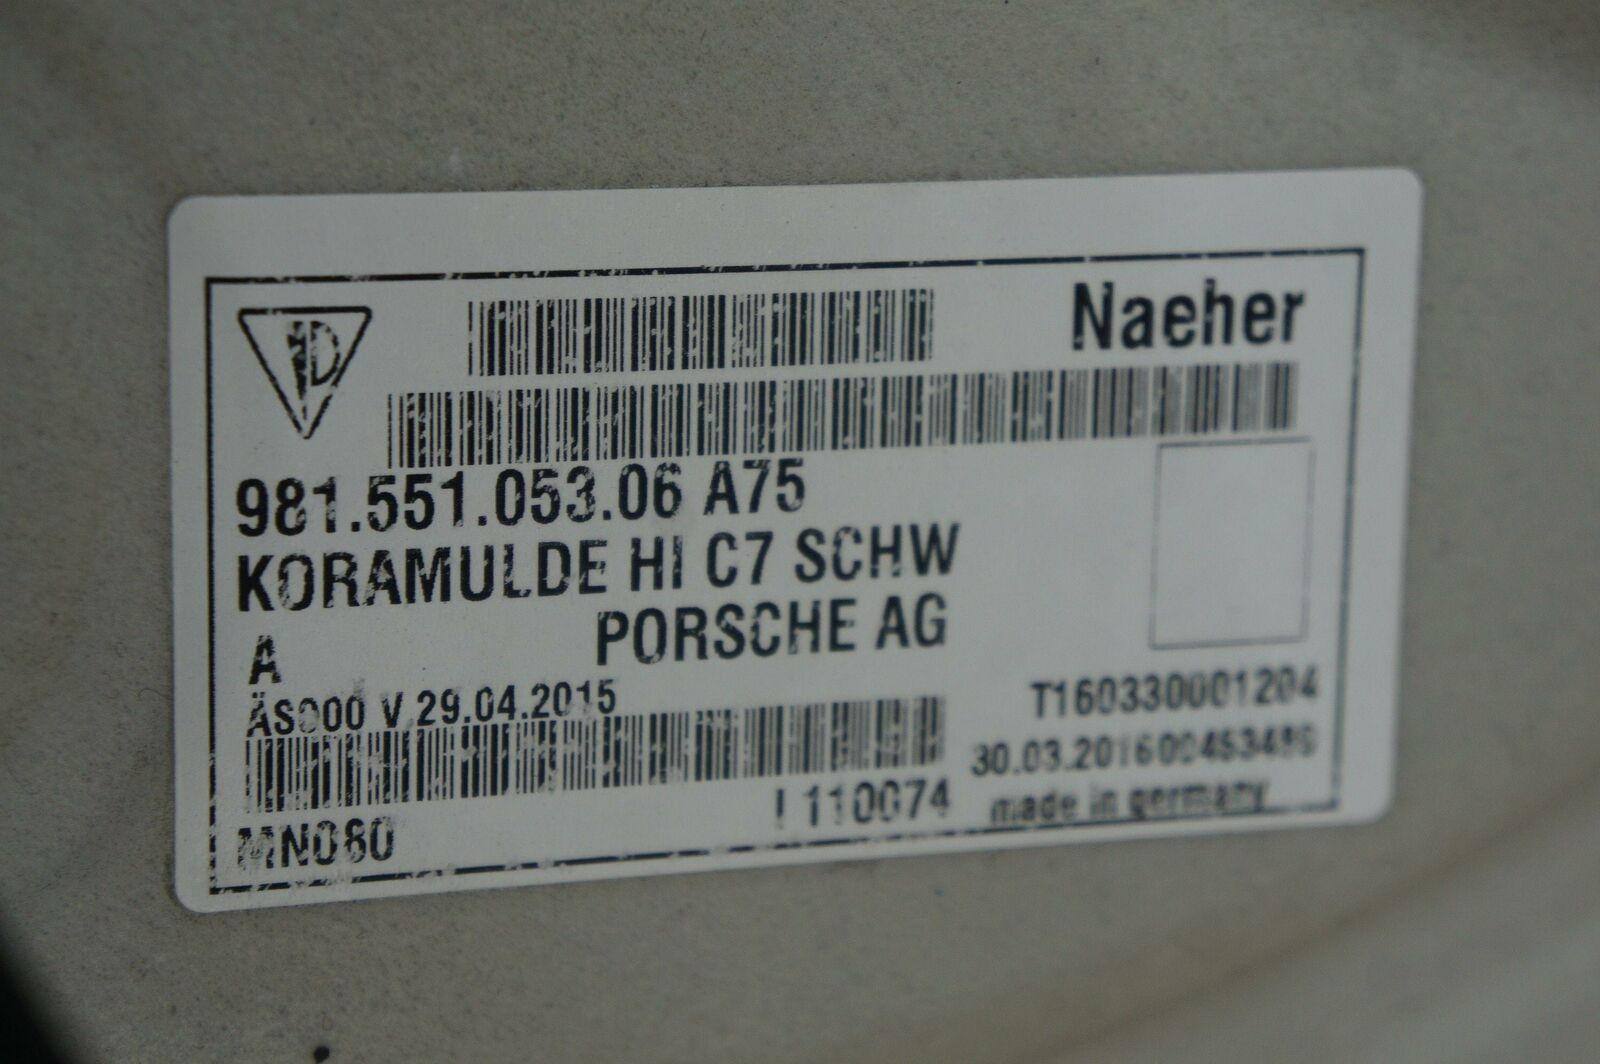 Naeher
981.551.053.06 A75
KORAMULDE HI C7 SCHW
A PORSCHE AG
ÄS000 V 29.04.2015
T160330001204
30.03.2016
I 110074
made in germany
MN080